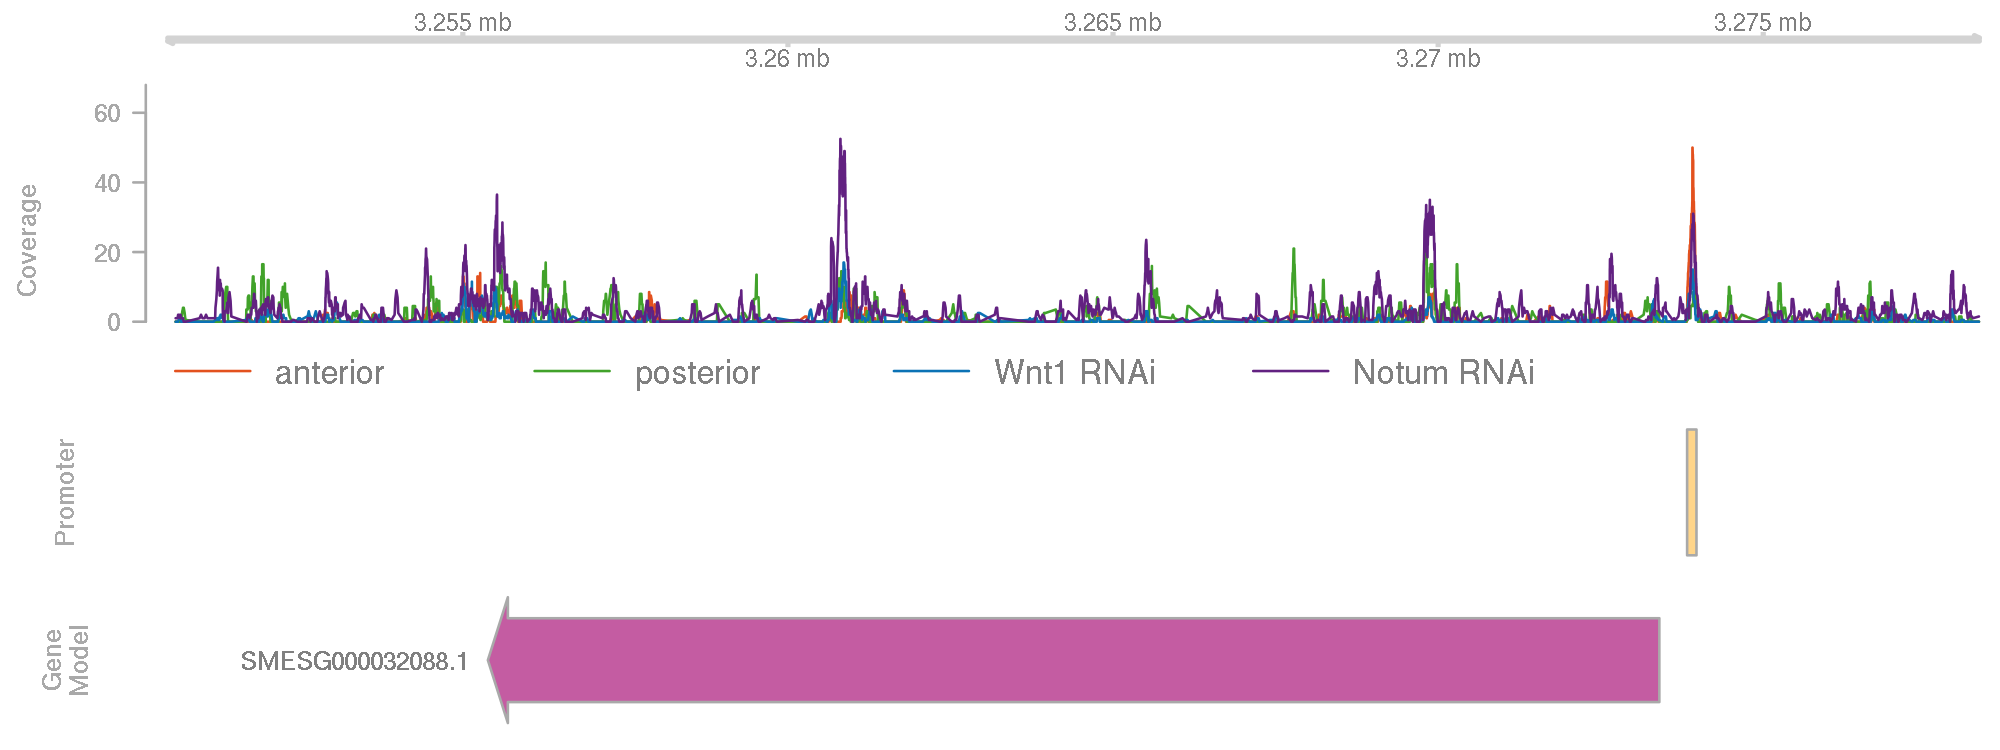 3.255 mb 3.265 mb 3.275 mb
3.26 mb 3.27 mb
Coverage
60
40
20
0
anterior posterior Wnt1 RNAi Notum RNAi
Promoter
Gene
Model
SMESG000032088.1